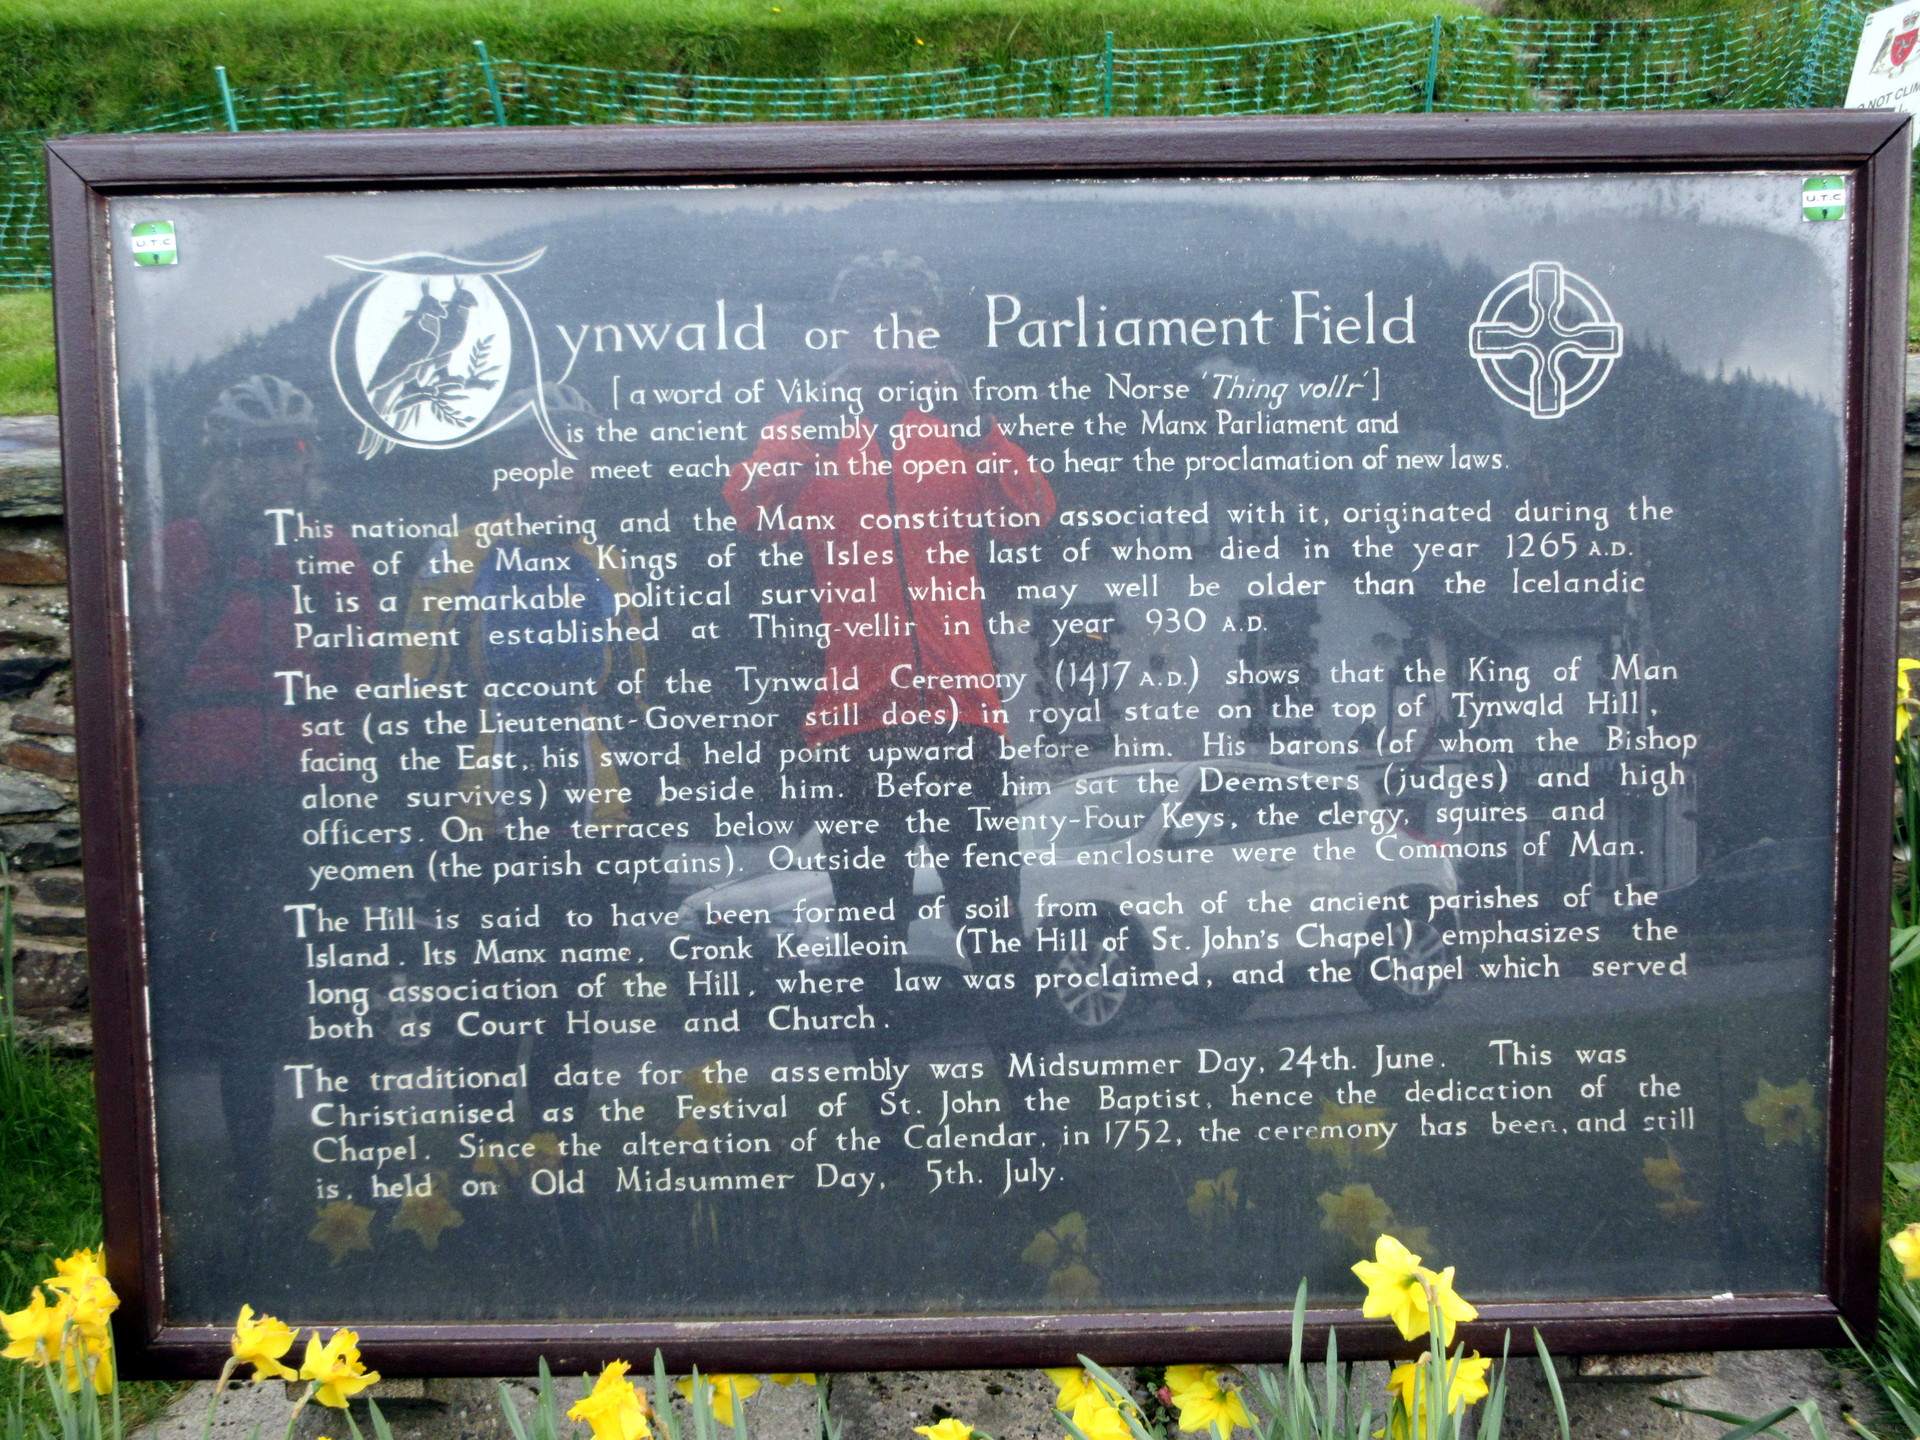 U.T.C
U.T.C
NOT CLIM
Tynwald or the Parliament Field
[a word of Viking origin from the Norse 'Thing vollr']
is the ancient assembly ground where the Manx Parliament and
people meet each year in the open air, to hear the proclamation of new laws.
This national gathering and the Manx constitution associated with it, originated during the
time of the Manx Kings of the Isles the last of whom died in the year 1265 A.D.
It is a remarkable political survival which may well be older than the Icelandic
Parliament established at Thing-vellir in the year 930 A.D.
The earliest account of the Tynwald Ceremony (1417 A.D.) shows that the King of Man
sat (as the Lieutenant-Governor still does) in royal state on the top of Tynwald Hill,
facing the East, his sword held point upward before him. His barons (of whom the Bishop
alone survives) were beside him. Before him sat the Deemsters (judges) and high
officers. On the terraces below were the Twenty-Four Keys, the clergy, squires and
yeomen (the parish captains). Outside the fenced enclosure were the Commons of Man.
The Hill is said to have been formed of soil from each of the ancient parishes of the
Island. Its Manx name, Cronk Keeilleoin (The Hill of St. John's Chapel) emphasizes the
long association of the Hill, where law was proclaimed, and the Chapel which served
both as Court House and Church.
The traditional date for the assembly was Midsummer Day, 24th. June. This was
Christianised as the Festival of St. John the Baptist, hence the dedication of the
Chapel. Since the alteration of the Calendar, in 1752, the ceremony has been, and still
is, held on Old Midsummer Day, 5th. July.